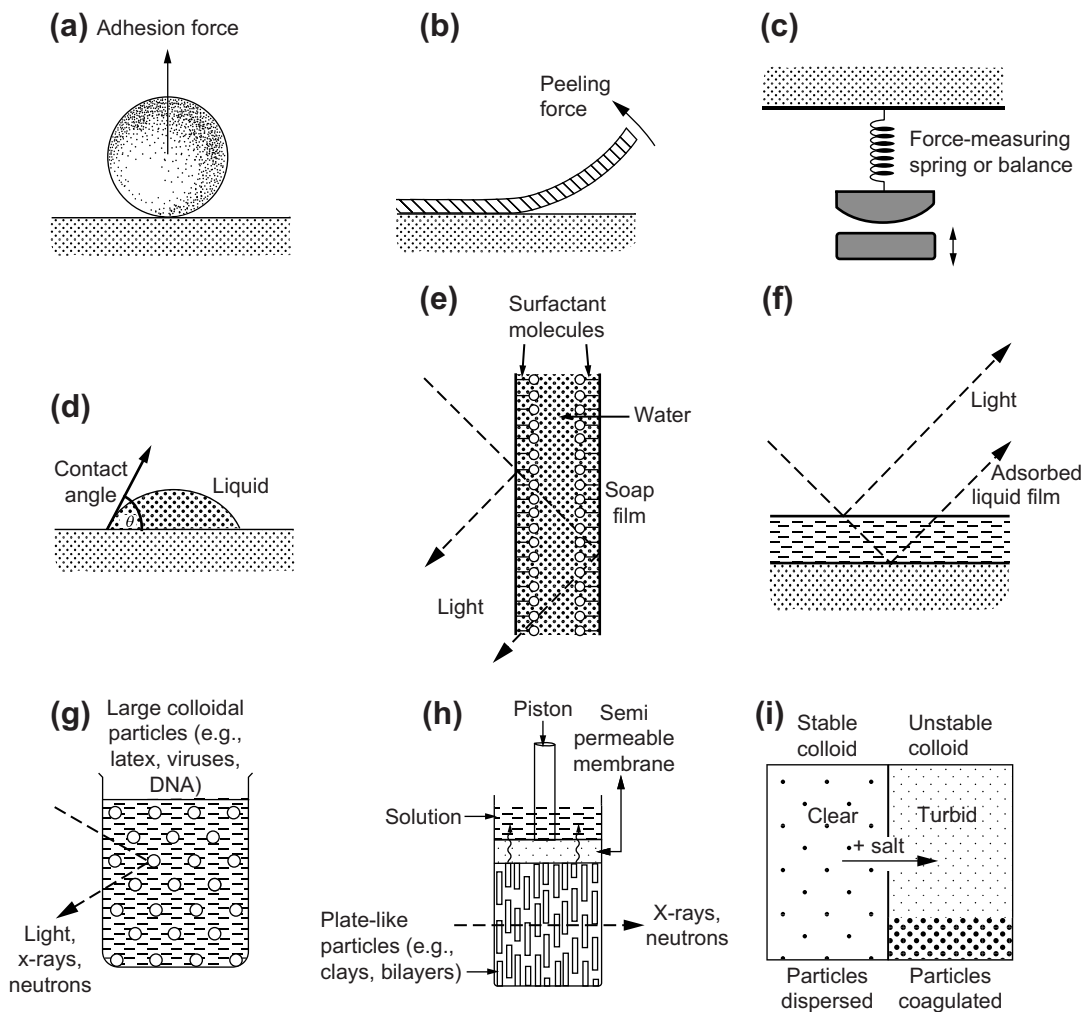 (a)
Adhesion force
(b)
Peeling
force
(c)
Force-measuring
spring or balance
(d)
Contact
angle
θ
Liquid
(e)
Surfactant
molecules
Water
Soap
film
Light
(f)
Light
Adsorbed
liquid film
(g)
Large colloidal
particles (e.g.,
latex, viruses,
DNA)
Light,
x-rays,
neutrons
(h)
Piston
Semi
permeable
membrane
Solution
Plate-like
particles (e.g.,
clays, bilayers)
X-rays,
neutrons
(i)
Stable
colloid
Unstable
colloid
Clear
Turbid
+ salt
Particles
dispersed
Particles
coagulated